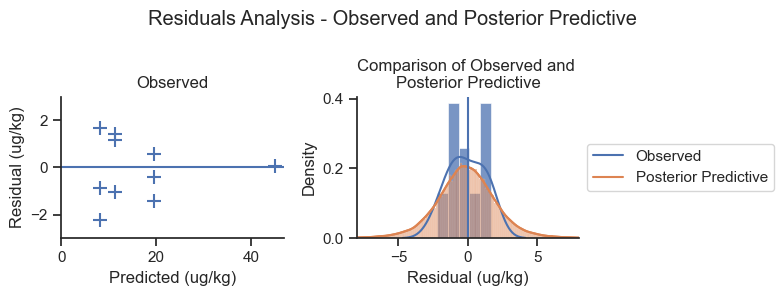 Residuals Analysis - Observed and Posterior Predictive
Observed
Residual (ug/kg)
2
0
−2
0
20
40
Predicted (ug/kg)
Comparison of Observed and
Posterior Predictive
Density
0.4
0.2
0.0
−5
0
5
Residual (ug/kg)
Observed
Posterior Predictive